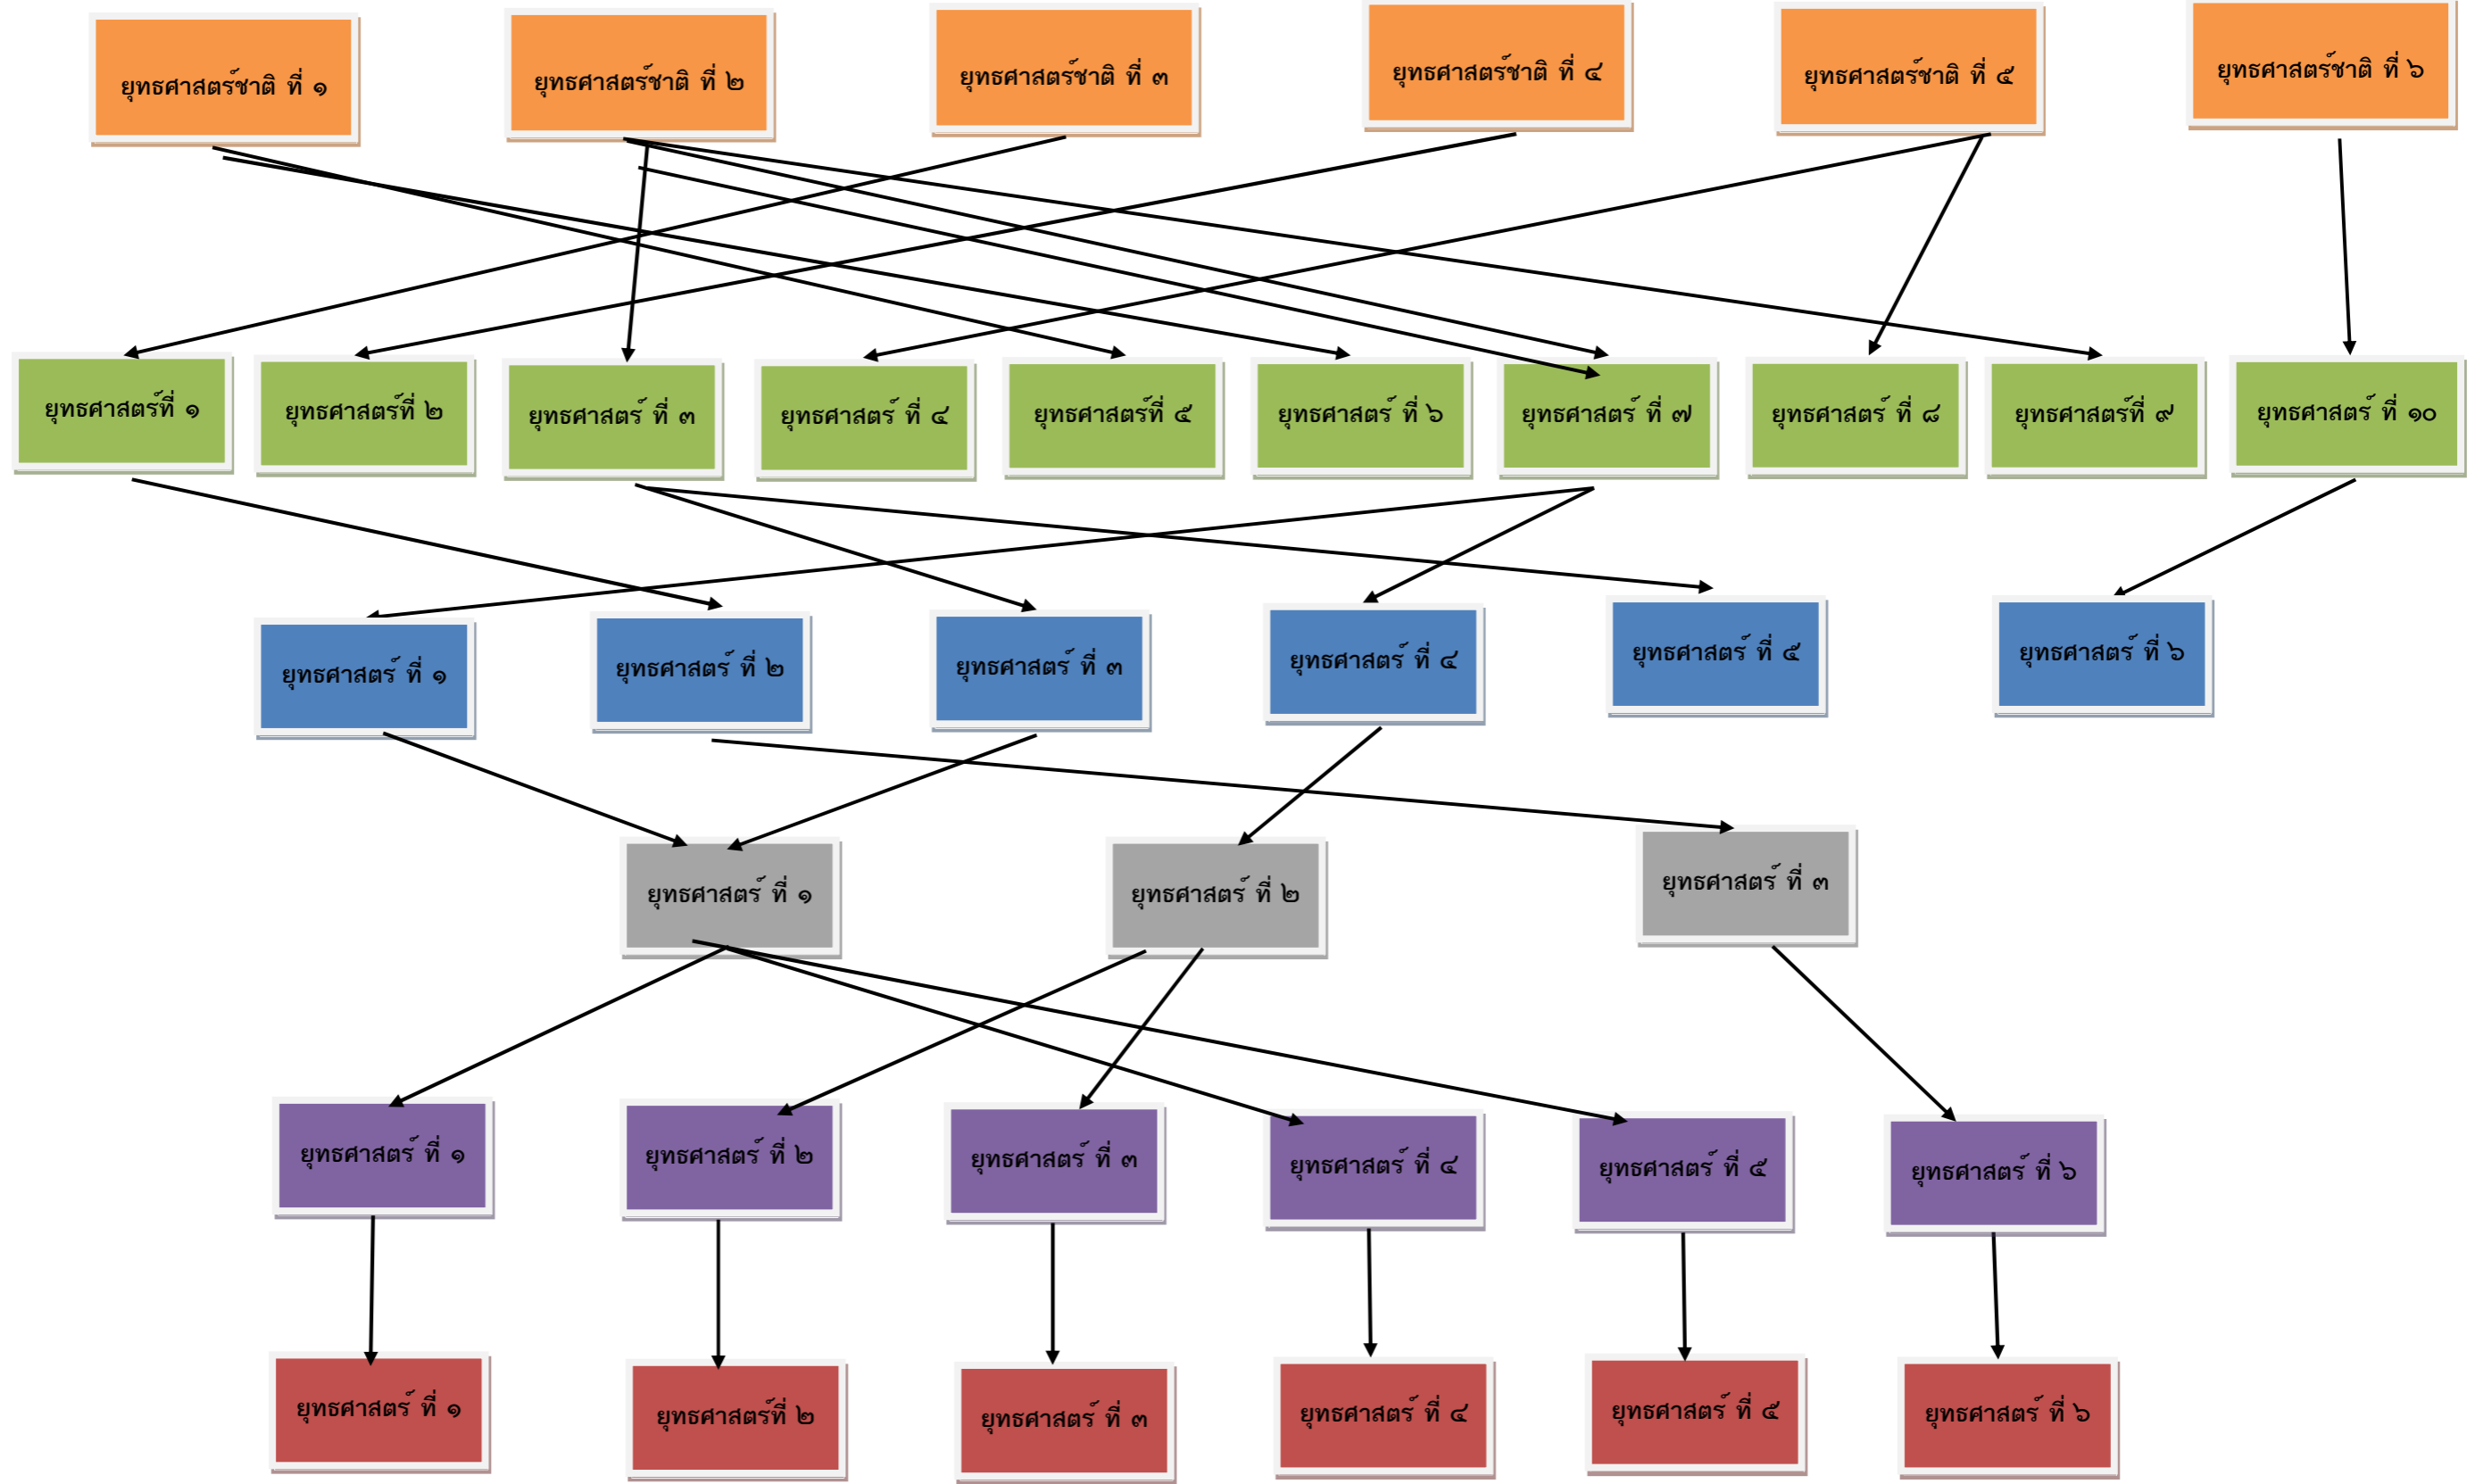 ยุทธศาสตร์ชาติ ที่ ๑
ยุทธศาสตร์ชาติ ที่ ๒
ยุทธศาสตร์ชาติ ที่ ๓
ยุทธศาสตร์ชาติ ที่ ๔
ยุทธศาสตร์ชาติ ที่ ๕
ยุทธศาสตร์ชาติ ที่ ๖
ยุทธศาสตร์ที่ ๑
ยุทธศาสตร์ที่ ๒
ยุทธศาสตร์ ที่ ๓
ยุทธศาสตร์ ที่ ๔
ยุทธศาสตร์ที่ ๕
ยุทธศาสตร์ ที่ ๖
ยุทธศาสตร์ ที่ ๗
ยุทธศาสตร์ ที่ ๘
ยุทธศาสตร์ที่ ๙
ยุทธศาสตร์ ที่ ๑๐
ยุทธศาสตร์ ที่ ๑
ยุทธศาสตร์ ที่ ๒
ยุทธศาสตร์ ที่ ๓
ยุทธศาสตร์ ที่ ๔
ยุทธศาสตร์ ที่ ๕
ยุทธศาสตร์ ที่ ๖
ยุทธศาสตร์ ที่ ๑
ยุทธศาสตร์ ที่ ๒
ยุทธศาสตร์ ที่ ๓
ยุทธศาสตร์ ที่ ๑
ยุทธศาสตร์ ที่ ๒
ยุทธศาสตร์ ที่ ๓
ยุทธศาสตร์ ที่ ๔
ยุทธศาสตร์ ที่ ๕
ยุทธศาสตร์ ที่ ๖
ยุทธศาสตร์ ที่ ๑
ยุทธศาสตร์ที่ ๒
ยุทธศาสตร์ ที่ ๓
ยุทธศาสตร์ ที่ ๔
ยุทธศาสตร์ ที่ ๕
ยุทธศาสตร์ ที่ ๖